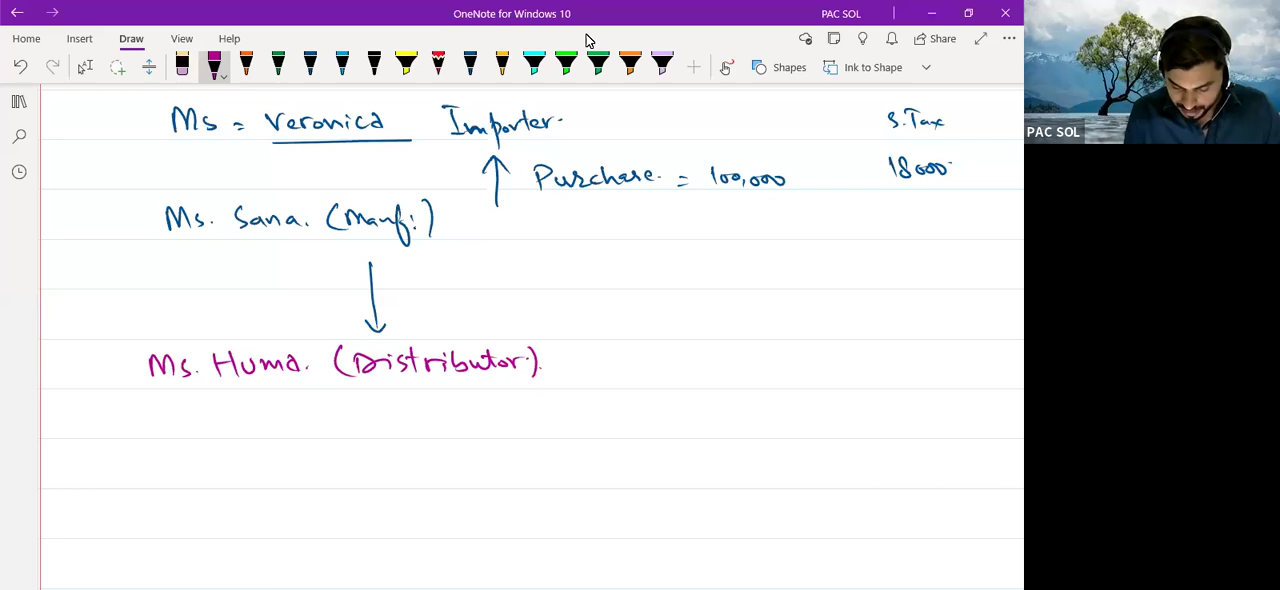 OneNote for Windows 10
PAC SOL
Home Insert Draw View Help
Share
Shapes
Ink to Shape
Ms = Veronica Importer.
S.Tax
Purchase. = 100,000
18000
Ms. Sana. (Manf:)
Ms. Huma. (Distributor).
PAC SOL